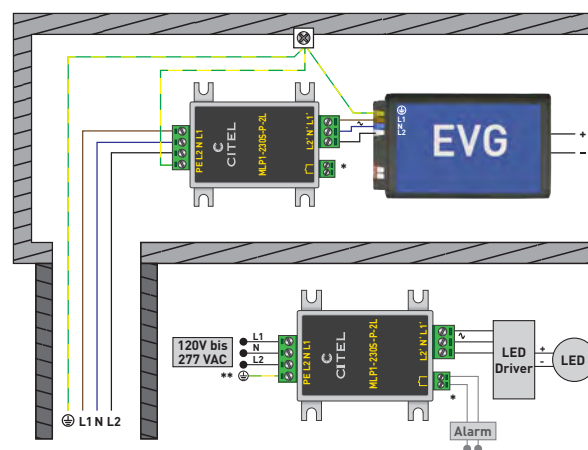 L1
N
L2
EVG
+
-
PE L2 N L1
C
CITEL
MLP1-230S-P-2L
L2' N' L1'
~
*
120V bis
277 VAC
L1
N
L2
**
PE L2 N L1
C
CITEL
MLP1-230S-P-2L
L2' N' L1'
~
*
LED
Driver
+
-
LED
Alarm
L1 N L2